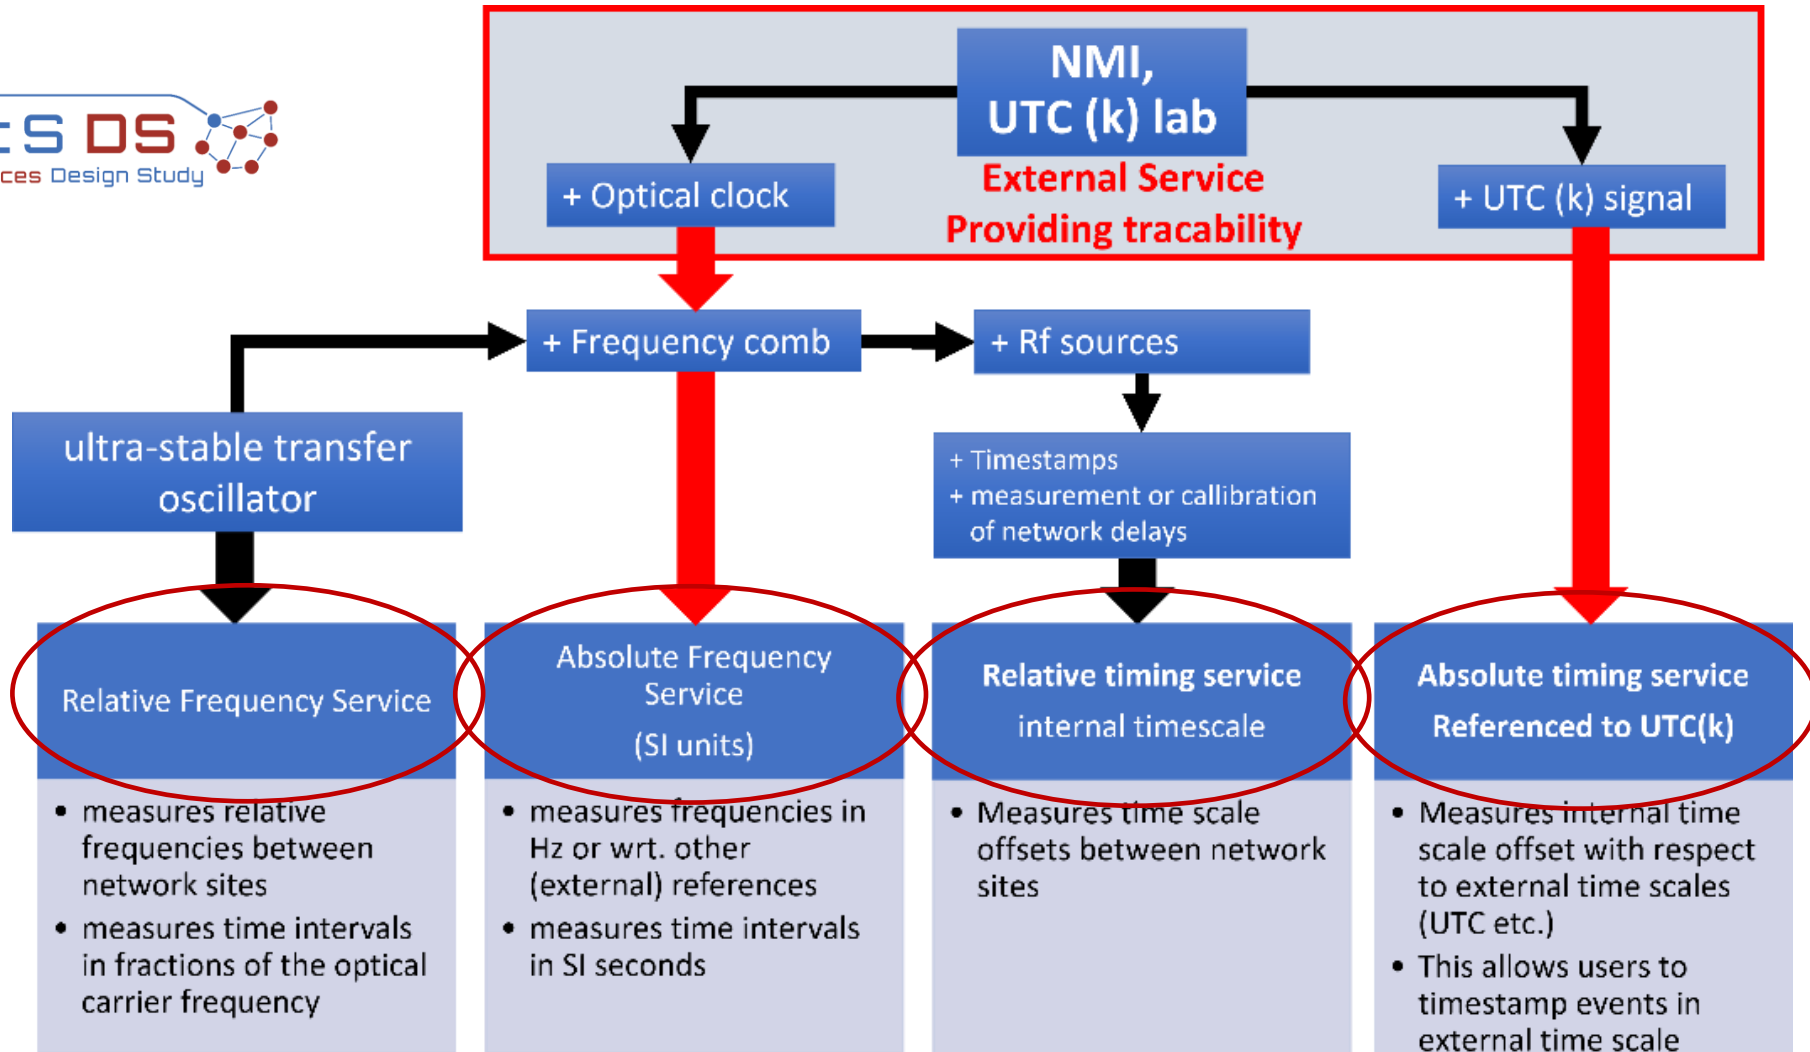 DS
Design Study
NMI,
UTC (k) lab
External Service
Providing tracability
+ Optical clock
+ UTC (k) signal
+ Frequency comb
+ Rf sources
ultra-stable transfer
oscillator
+ Timestamps
+ measurement or callibration
of network delays
Relative Frequency Service
Absolute Frequency
Service
(SI units)
Relative timing service
internal timescale
Absolute timing service
Referenced to UTC(k)
• measures relative
frequencies between
network sites
• measures time intervals
in fractions of the optical
carrier frequency
• measures frequencies in
Hz or wrt. other
(external) references
• measures time intervals
in SI seconds
• Measures time scale
offsets between network
sites
• Measures internal time
scale offset with respect
to external time scales
(UTC etc.)
• This allows users to
timestamp events in
external time scale